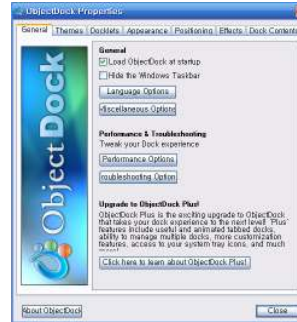 ObjectDock Properties
General Themes Docklets Appearance Positioning Effects Dock Contents
ObjectDock
General
Load ObjectDock at startup
Hide the Windows Taskbar
Language Options
Miscellaneous Options
Performance & Troubleshooting
Tweak your Dock experience
Performance Options
Troubleshooting Option
Upgrade to ObjectDock Plus!
ObjectDock Plus is the exciting upgrade to ObjectDock
that takes your dock experience to the next level! 'Plus'
features include useful and animated tabbed docks,
ability to manage multiple docks, more customization
features, access to your system tray icons, and much
more!
Click here to learn about ObjectDock Plus!
About ObjectDock
Close